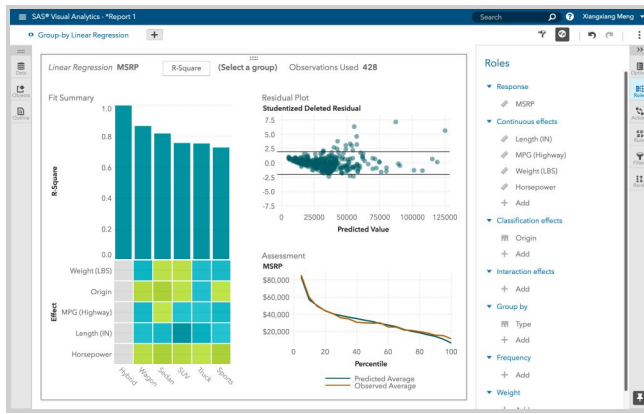 SAS® Visual Analytics - *Report 1
Search
Xiangxiang Meng
Group-by Linear Regression
Data
Objects
Outline
Linear Regression MSRP
R-Square
(Select a group)
Observations Used 428
Fit Summary
R-Square
1.0
0.8
0.6
0.4
0.2
0.0
Effect
Weight (LBS)
Origin
MPG (Highway)
Length (IN)
Horsepower
Hybrid
Wagon
Sedan
SUV
Truck
Sports
Residual Plot
Studentized Deleted Residual
7.5
5.0
2.5
0.0
-2.5
-5.0
-7.5
0 25000 50000 75000 100000 125000
Predicted Value
Assessment
MSRP
$80,000
$60,000
$40,000
$20,000
0 20 40 60 80 100
Percentile
Predicted Average
Observed Average
Roles
Response
MSRP
Continuous effects
Length (IN)
MPG (Highway)
Weight (LBS)
Horsepower
+ Add
Classification effects
Origin
+ Add
Interaction effects
+ Add
Group by
Type
+ Add
Frequency
+ Add
Weight